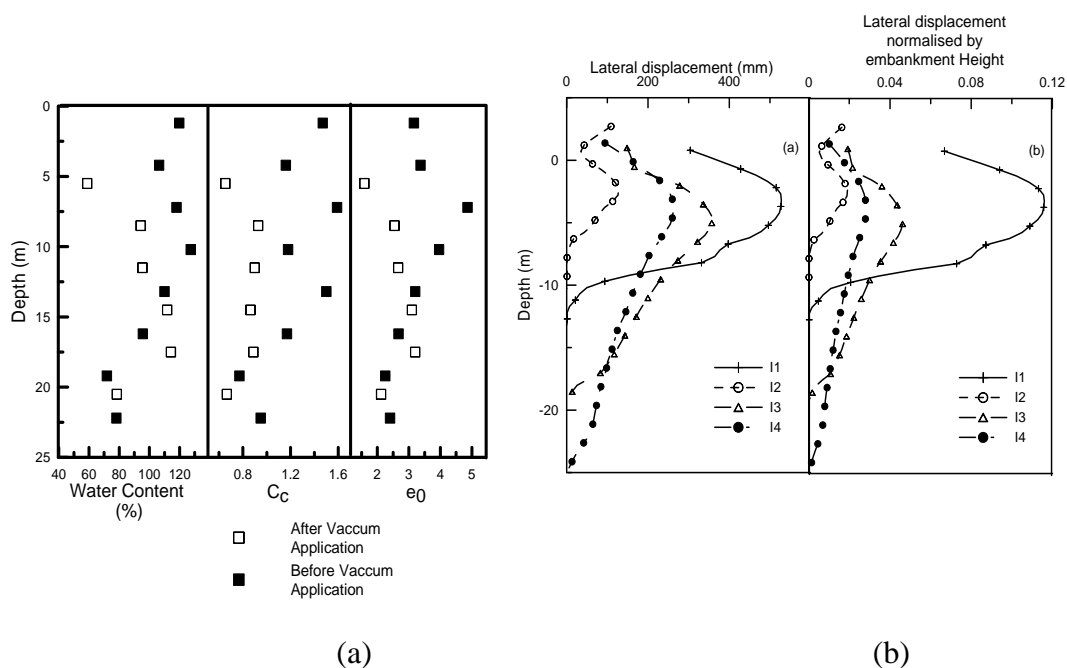 0
5
10
15
20
25
Depth (m)
40 60 80 100 120
0.8 1.2 1.6
2 3 4 5
Water Content
(%)
Cc
e0
After Vaccum
Application
Before Vaccum
Application
(a)
Lateral displacement (mm)
0 200 400
Lateral displacement
normalised by
embankment Height
0 0.04 0.08 0.12
0
-10
-20
Depth (m)
(a)
I1
I2
I3
I4
(b)
I1
I2
I3
I4
(b)